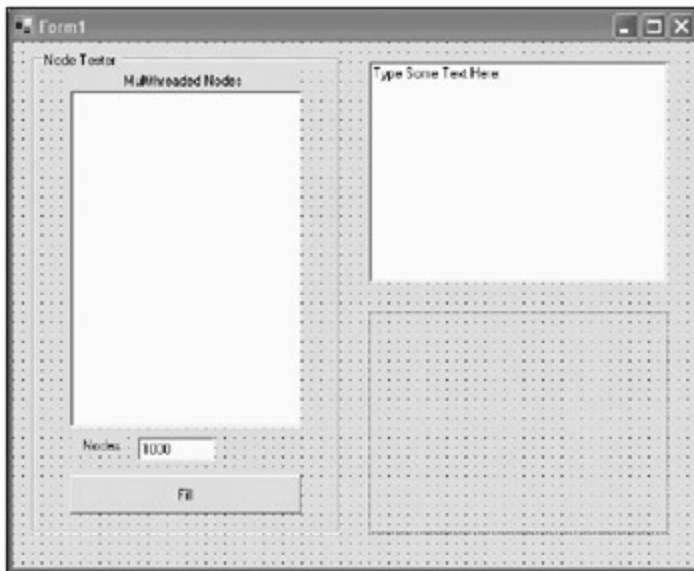 Form1
Node Tester
Multithreaded Nodes
Type Some Text Here
Nodes
1000
Fill